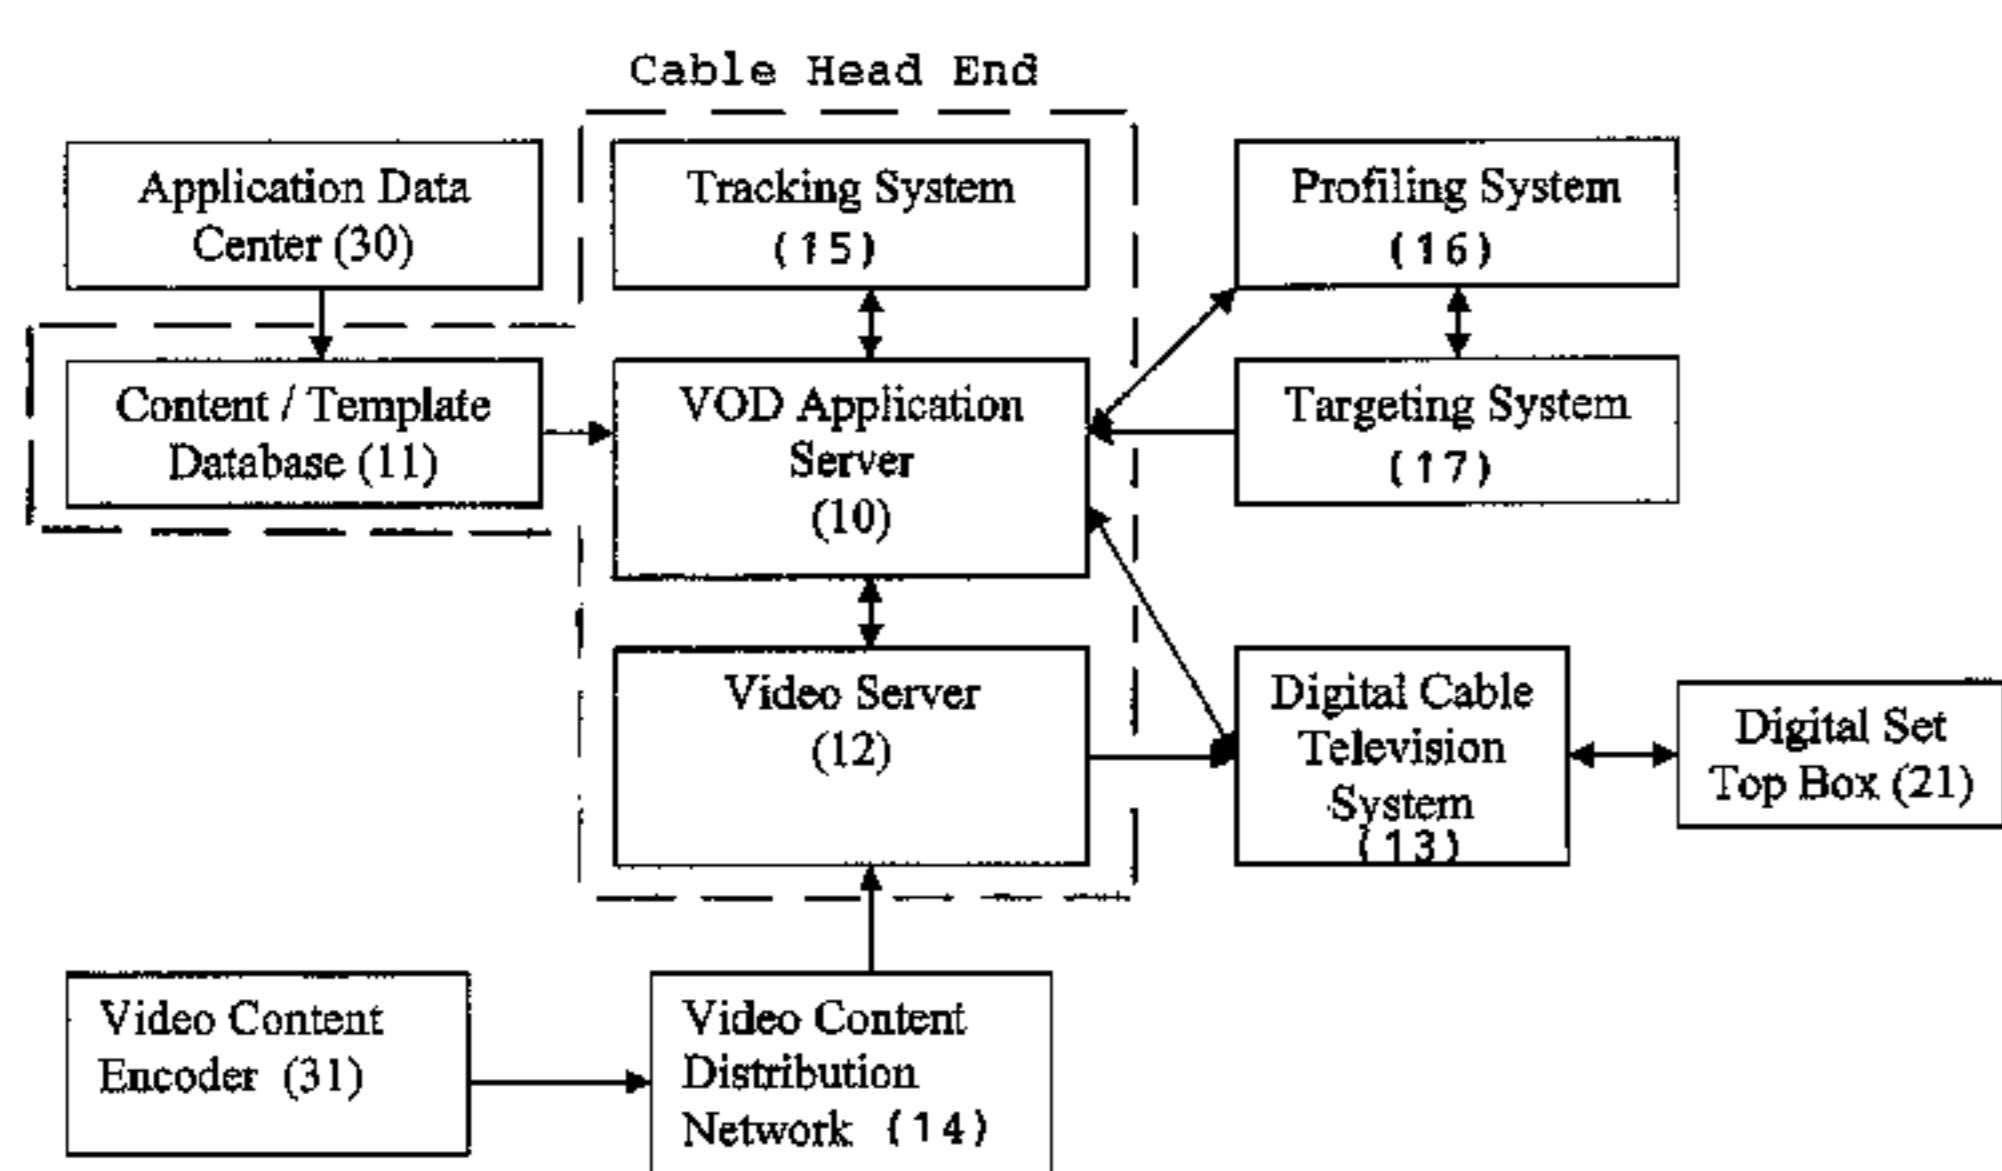 Cable Head End
Application Data
Center (30)
Tracking System
(15)
Profiling System
(16)
Content / Template
Database (11)
VOD Application
Server
(10)
Targeting System
(17)
Video Server
(12)
Digital Cable
Television
System
(13)
Digital Set
Top Box (21)
Video Content
Encoder (31)
Video Content
Distribution
Network (14)